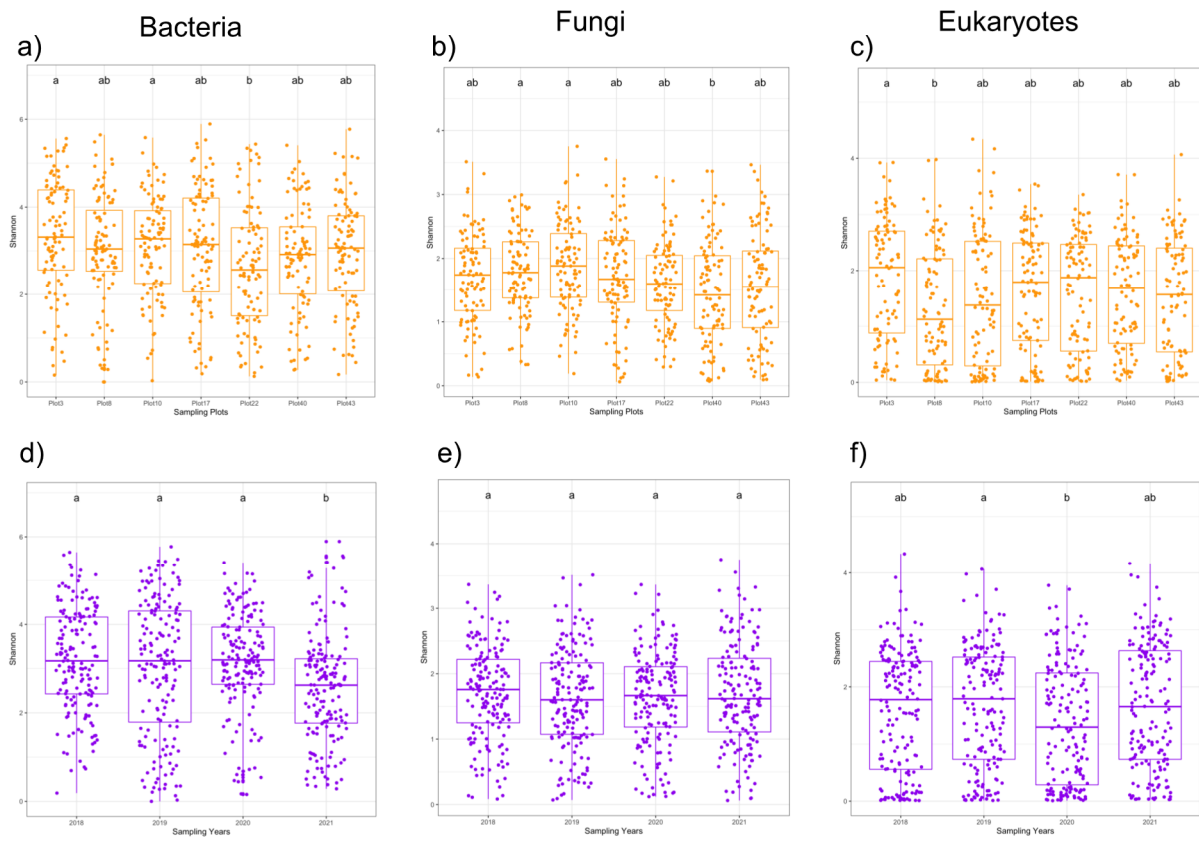 Bacteria
Fungi
Eukaryotes
a)
a ab a ab b ab ab
Shannon
6
4
2
0
Plot3 Plot8 Plot10 Plot17 Plot22 Plot40 Plot43
Sampling Plots
b)
ab a a ab ab b ab
Shannon
4
3
2
1
0
Plot3 Plot8 Plot10 Plot17 Plot22 Plot40 Plot43
Sampling Plots
c)
a b ab ab ab ab ab
Shannon
4
2
0
Plot3 Plot8 Plot10 Plot17 Plot22 Plot40 Plot43
Sampling Plots
d)
a a a b
Shannon
6
4
2
0
2018 2019 2020 2021
Sampling Years
e)
a a a a
Shannon
4
3
2
1
0
2018 2019 2020 2021
Sampling Years
f)
ab a b ab
Shannon
4
2
0
2018 2019 2020 2021
Sampling Years